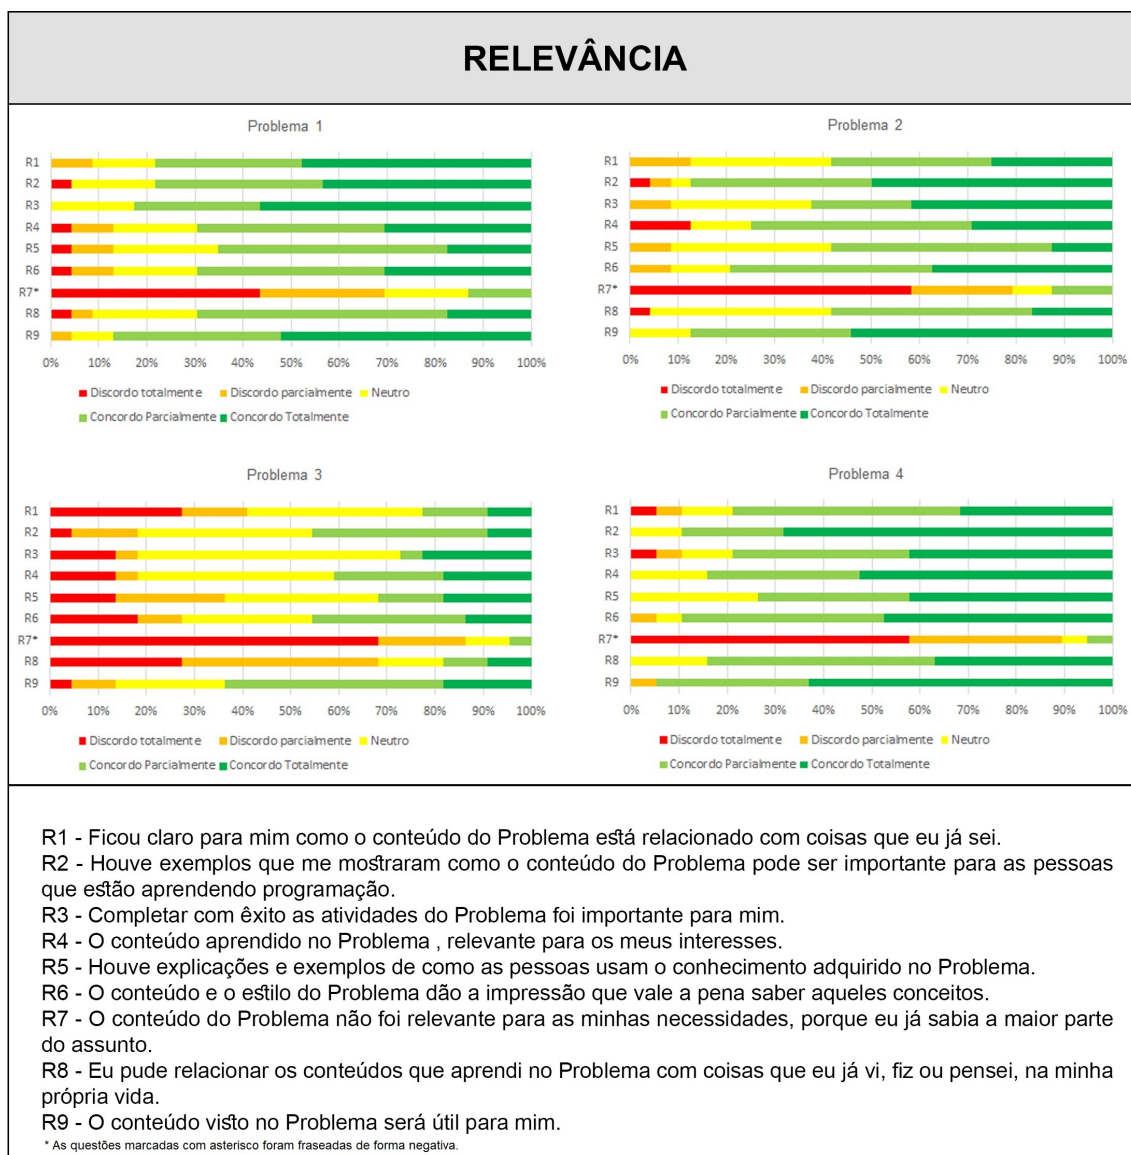 RELEVÂNCIA
Problema 1
R1
R2
R3
R4
R5
R6
R7*
R8
R9
0% 10% 20% 30% 40% 50% 60% 70% 80% 90% 100%
Discordo totalmente Discordo parcialmente Neutro
Concordo Parcialmente Concordo Totalmente
Problema 2
R1
R2
R3
R4
R5
R6
R7*
R8
R9
0% 10% 20% 30% 40% 50% 60% 70% 80% 90% 100%
Discordo totalmente Discordo parcialmente Neutro
Concordo Parcialmente Concordo Totalmente
Problema 3
R1
R2
R3
R4
R5
R6
R7*
R8
R9
0% 10% 20% 30% 40% 50% 60% 70% 80% 90% 100%
Discordo totalmente Discordo parcialmente Neutro
Concordo Parcialmente Concordo Totalmente
Problema 4
R1
R2
R3
R4
R5
R6
R7*
R8
R9
0% 10% 20% 30% 40% 50% 60% 70% 80% 90% 100%
Discordo totalmente Discordo parcialmente Neutro
Concordo Parcialmente Concordo Totalmente
R1 - Ficou claro para mim como o conteúdo do Problema está relacionado com coisas que eu já sei.
R2 - Houve exemplos que me mostraram como o conteúdo do Problema pode ser importante para as pessoas
que estão aprendendo programação.
R3 - Completar com êxito as atividades do Problema foi importante para mim.
R4 - O conteúdo aprendido no Problema , relevante para os meus interesses.
R5 - Houve explicações e exemplos de como as pessoas usam o conhecimento adquirido no Problema.
R6 - O conteúdo e o estilo do Problema dão a impressão que vale a pena saber aqueles conceitos.
R7 - O conteúdo do Problema não foi relevante para as minhas necessidades, porque eu já sabia a maior parte
do assunto.
R8 - Eu pude relacionar os conteúdos que aprendi no Problema com coisas que eu já vi, fiz ou pensei, na minha
própria vida.
R9 - O conteúdo visto no Problema será útil para mim.
* As questões marcadas com asterisco foram fraseadas de forma negativa.